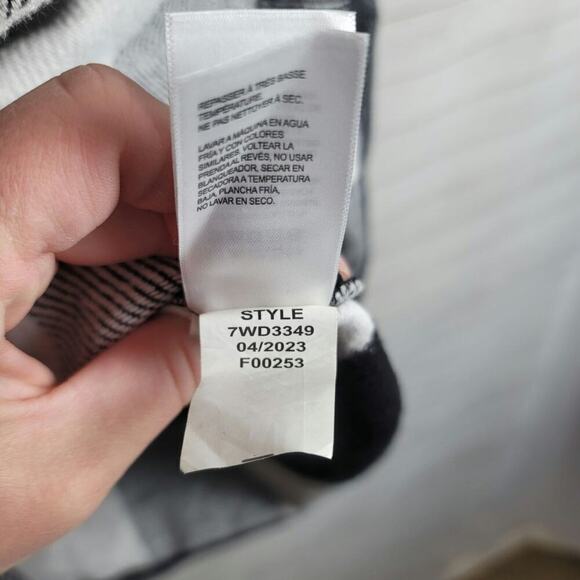 REPASSER À TRÈS BASSE
TEMPÉRATURE.
NE PAS NETTOYER À SEC.
LAVAR A MÁQUINA EN AGUA
FRÍA Y CON COLORES
SIMILARES, VOLTEAR LA
PRENDA AL REVÉS, NO USAR
BLANQUEADOR, SECAR EN
SECADORA A TEMPERATURA
BAJA, PLANCHA FRÍA,
NO LAVAR EN SECO.
STYLE
7WD3349
04/2023
F00253